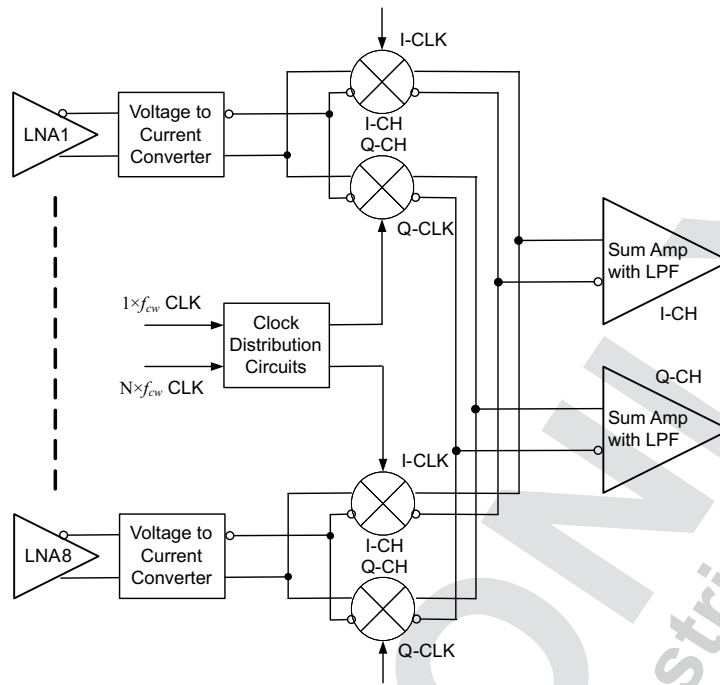 I-CLK
LNA1
Voltage to
Current
Converter
I-CH
Q-CH
Q-CLK
Sum Amp
with LPF
I-CH
1×fcw CLK
Clock
Distribution
Circuits
N×fcw CLK
Q-CH
Sum Amp
with LPF
I-CLK
LNA8
Voltage to
Current
Converter
I-CH
Q-CH
Q-CLK